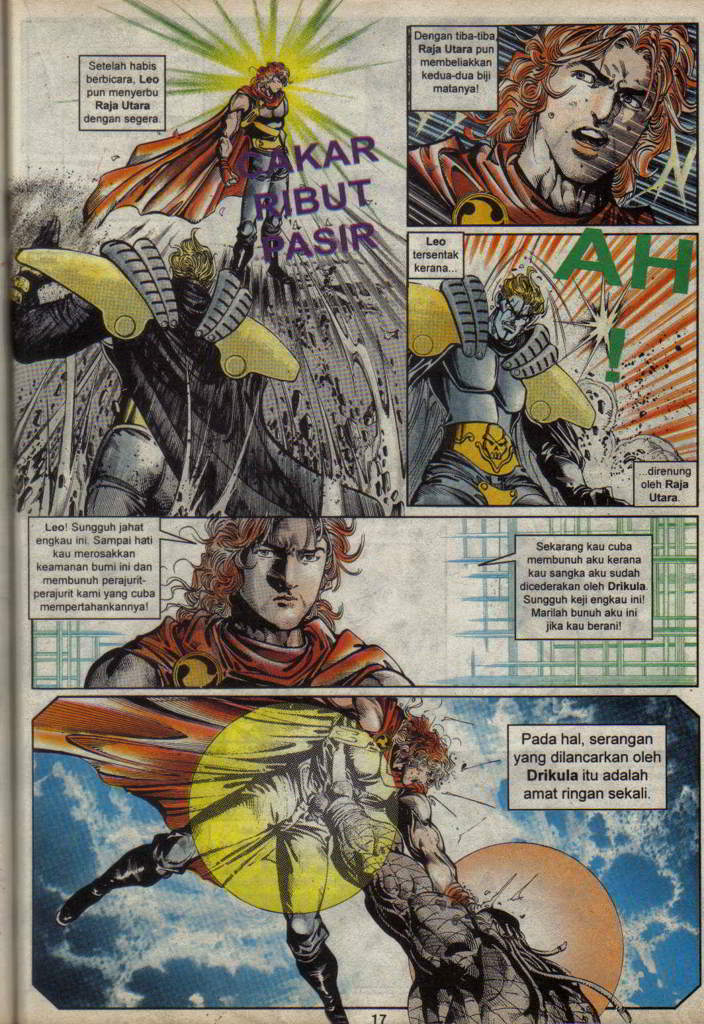 Setelah habis
berbicara, Leo
pun menyerbu
Raja Utara
dengan segera.
CAKAR
RIBUT
PASIR
Dengan tiba-tiba
Raja Utara pun
membeliakkan
kedua-dua biji
matanya!
Leo
tersentak
kerana...
AH
!
...direnung
oleh Raja
Utara.
Leo! Sungguh jahat
engkau ini. Sampai hati
kau merosakkan
keamanan bumi ini dan
membunuh perajurit-
perajurit kami yang cuba
mempertahankannya!
Sekarang kau cuba
membunuh aku kerana
kau sangka aku sudah
dicederakan oleh Drikula.
Sungguh keji engkau ini!
Marilah bunuh aku ini
jika kau berani!
Pada hal, serangan
yang dilancarkan oleh
Drikula itu adalah
amat ringan sekali.
17